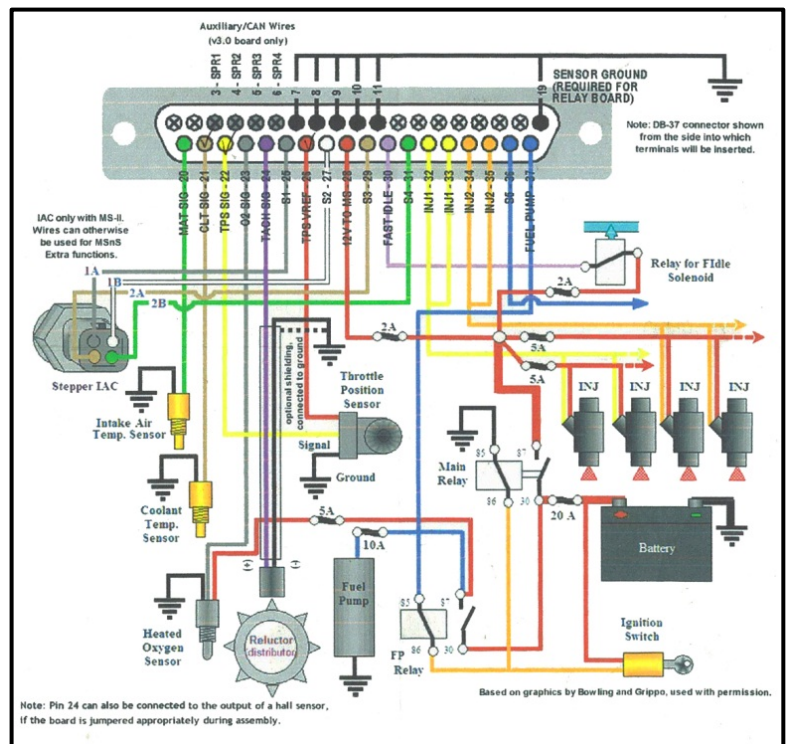 Auxiliary/CAN Wires
(v3.0 board only)
3 - SPR1
4 - SPR2
5 - SPR3
6 - SPR4
7
8
9
10
11
19
SENSOR GROUND
(REQUIRED FOR
RELAY BOARD)
Note: DB-37 connector shown
from the side into which
terminals will be inserted.
MAT SIG - 20
CLT SIG - 21
TPS SIG - 22
O2 SIG - 23
TACH SIG - 24
S1 - 25
TPS VREF - 26
S2 - 27
12V TO MS - 28
S3 - 29
FAST IDLE - 30
S4 - 31
INJ1 - 32
INJ1 - 33
INJ2 - 34
INJ2 - 35
S5 - 36
FUEL PUMP - 37
IAC only with MS-II.
Wires can otherwise
be used for MSnS
Extra functions.
1A
1B
2A
2B
Stepper IAC
Relay for FIdle
Solenoid
2A
2A
5A
5A
optional shielding,
connected to ground
Throttle
Position
Sensor
Signal
Ground
Intake Air
Temp. Sensor
INJ
INJ
INJ
INJ
Coolant
Temp.
Sensor
Main
Relay
85
87
86
30
20 A
Battery
5A
10A
(+)
(-)
Fuel
Pump
Heated
Oxygen
Sensor
Reluctor
distributor
85
87
86
30
FP
Relay
Ignition
Switch
Based on graphics by Bowling and Grippo, used with permission.
Note: Pin 24 can also be connected to the output of a hall sensor,
if the board is jumpered appropriately during assembly.